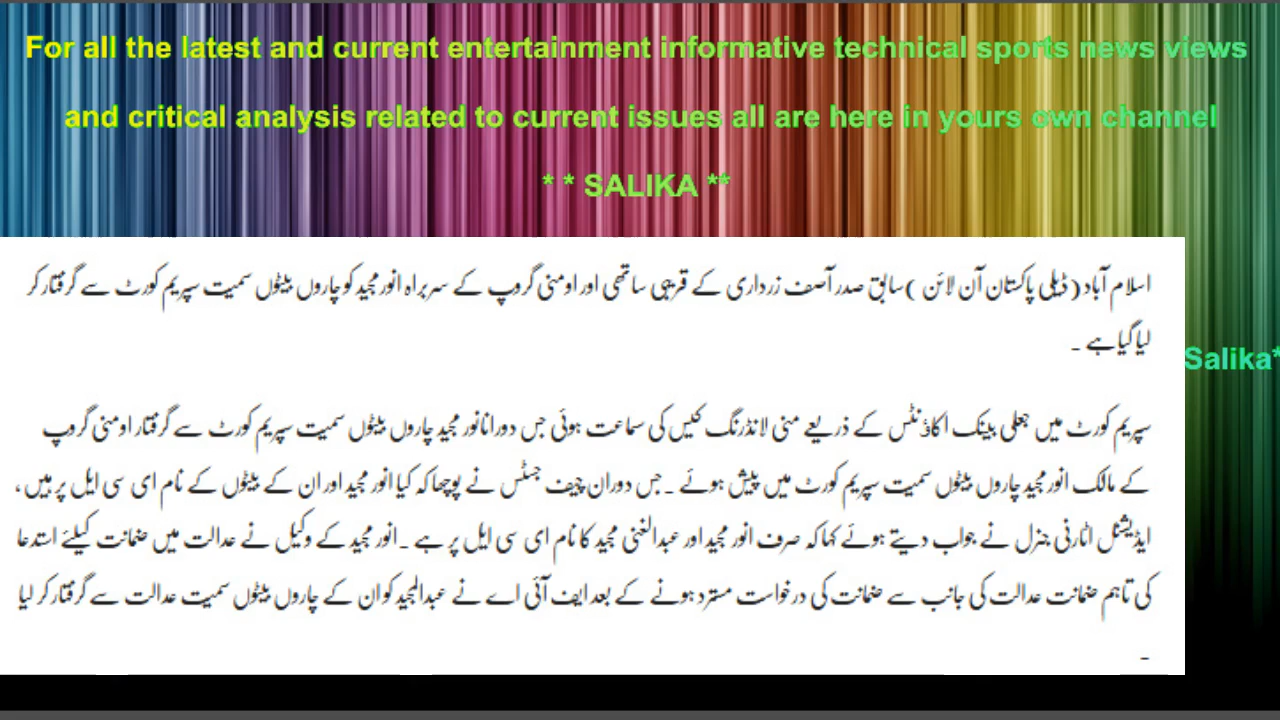 For all the latest and current entertainment informative technical sports news views
and critical analysis related to current issues all are here in yours own channel
* * SALIKA **
اسلام آباد (ڈیلی پاکستان آن لائن )سابق صدر آصف زرداری کے قریبی ساتھی اور اومنی گروپ کے سربراہ انور مجید کو چاروں بیٹوں سمیت سپریم کورٹ سے گرفتار کر
لیا گیاہے ۔
Salika*
سپریم کورٹ میں جعلی بینک اکاؤنٹس کے ذریعے منی لانڈرنگ کیس کی سماعت ہوئی جس دورانانور مجید چاروں بیٹوں سمیت سپریم کورٹ سے گرفتار اومنی گروپ
کے مالک انور مجید چاروں بیٹوں سمیت سپریم کورٹ میں پیش ہوئے ۔جس دوران چیف جسٹس نے پوچھا کہ کیا انور مجید اور ان کے بیٹوں کے نام ای سی ایل پر ہیں ،
ایڈیشنل اٹارنی جنرل نے جواب دیتے ہوئے کہا کہ صرف انور مجید اور عبدالغنی مجید کا نام ای سی ایل پر ہے ۔انور مجید کے وکیل نے عدالت میں ضمانت کیلئے استدعا
کی تاہم ضمانت عدالت کی جانب سے ضمانت کی درخواست مسترد ہونے کے بعد ایف آئی اے نے عبدالمجید کو ان کے چاروں بیٹوں سمیت عدالت سے گرفتار کر لیا
۔